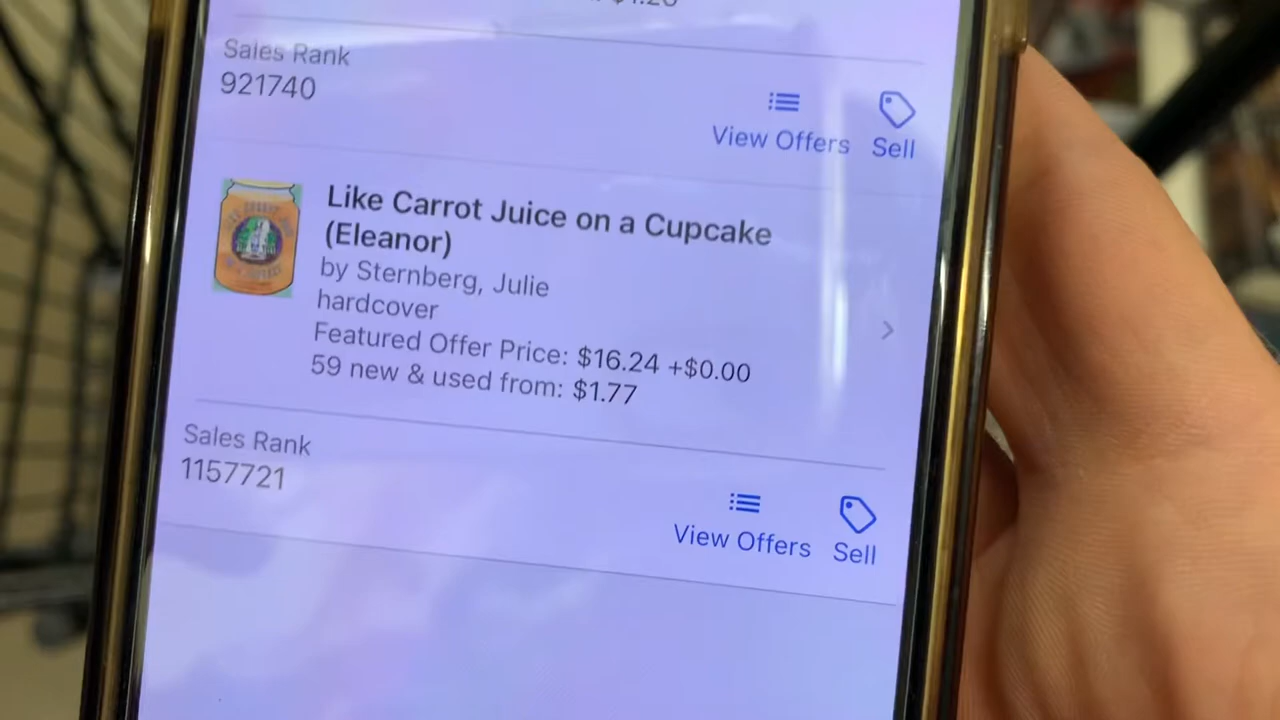 Sales Rank
921740
View Offers
Sell
Like Carrot Juice on a Cupcake
(Eleanor)
by Sternberg, Julie
hardcover
Featured Offer Price: $16.24 +$0.00
59 new & used from: $1.77
Sales Rank
1157721
View Offers
Sell